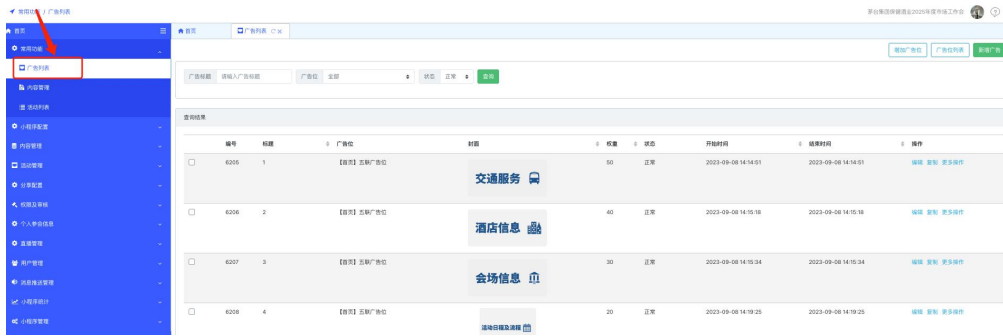 常用功能 / 广告列表
茅台集团保健酒业2025年度市场工作会
首页
首页
广告列表
常用功能
广告列表
内容管理
活动列表
小程序配置
内容管理
活动管理
分享配置
权限及审核
个人参会信息
直播管理
用户管理
消息推送管理
小程序统计
小程序管理
增加广告位 广告位列表 新增广告
广告标题 请输入广告标题 广告位 全部 状态 正常 查询
查询结果
编号 标题 广告位 封面 权重 状态 开始时间 结束时间 操作
6205 1 【首页】五联广告位 交通服务 50 正常 2023-09-08 14:14:51 2023-09-08 14:14:51 编辑 复制 更多操作
6206 2 【首页】五联广告位 酒店信息 40 正常 2023-09-08 14:15:18 2023-09-08 14:15:18 编辑 复制 更多操作
6207 3 【首页】五联广告位 会场信息 30 正常 2023-09-08 14:15:34 2023-09-08 14:15:34 编辑 复制 更多操作
6208 4 【首页】五联广告位 活动日程及流程 20 正常 2023-09-08 14:19:25 2023-09-08 14:19:25 编辑 复制 更多操作